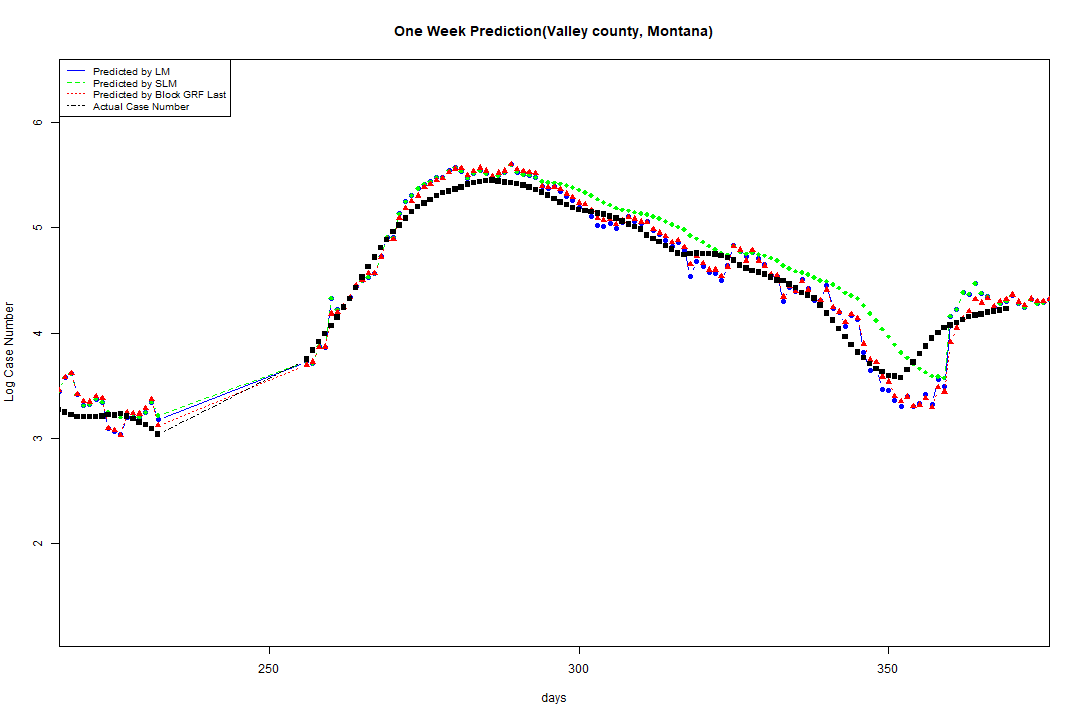 One Week Prediction(Valley county, Montana)
Predicted by LM
Predicted by SLM
Predicted by Block GRF Last
Actual Case Number
6
5
4
3
2
Log Case Number
250
300
350
days